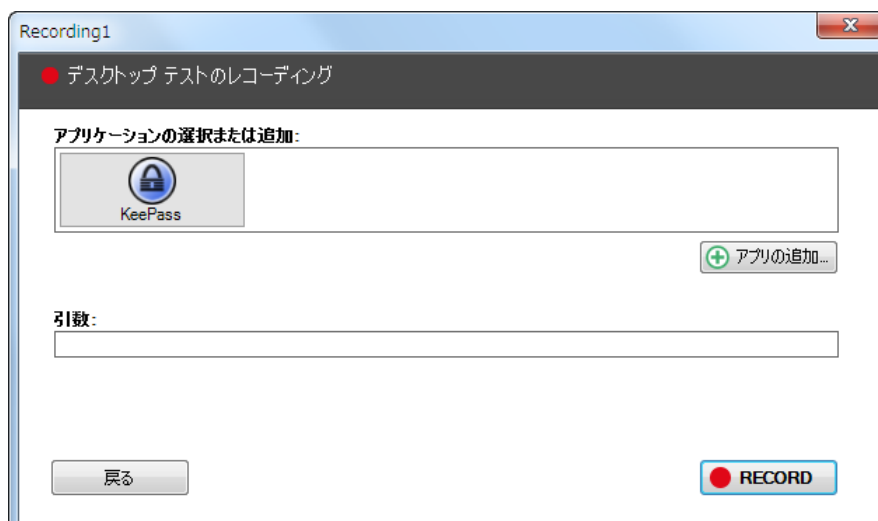 Recording1
デスクトップ テストのレコーディング
アプリケーションの選択または追加:
KeePass
アプリの追加...
引数:
戻る
RECORD